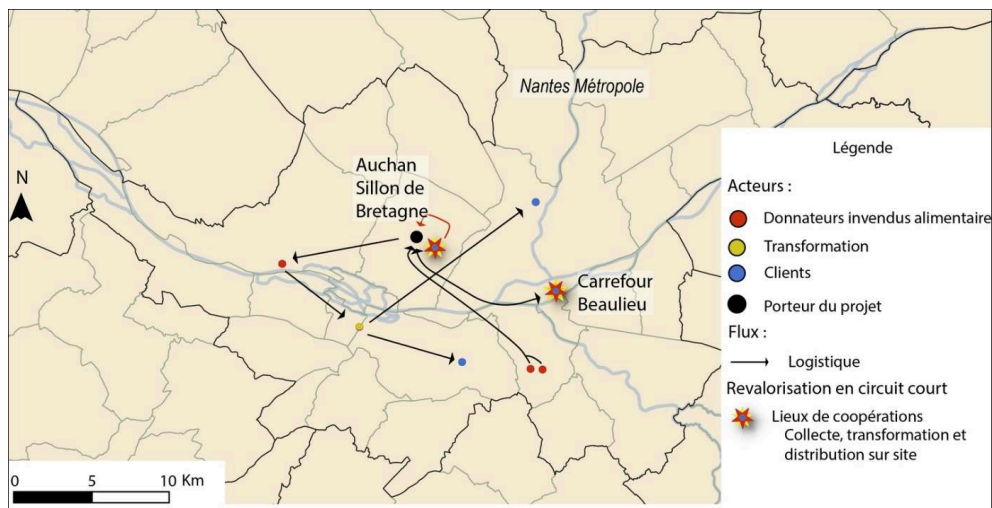 Nantes Métropole
Auchan
Sillon de
Bretagne
N
Carrefour
Beaulieu
0 5 10 Km
Légende
Acteurs :
Donnateurs invendus alimentaire
Transformation
Clients
Porteur du projet
Flux :
Logistique
Revalorisation en circuit court
Lieux de coopérations
Collecte, transformation et
distribution sur site